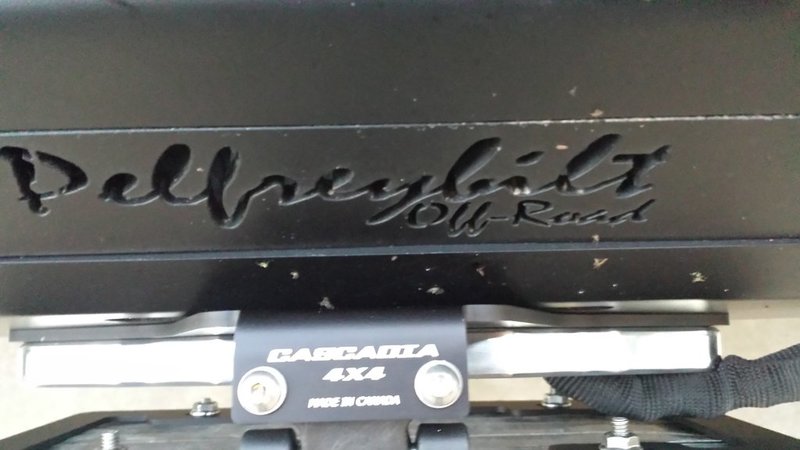 Pelfreybilt
Off-Road
CASCADIA
4X4
MADE IN CANADA